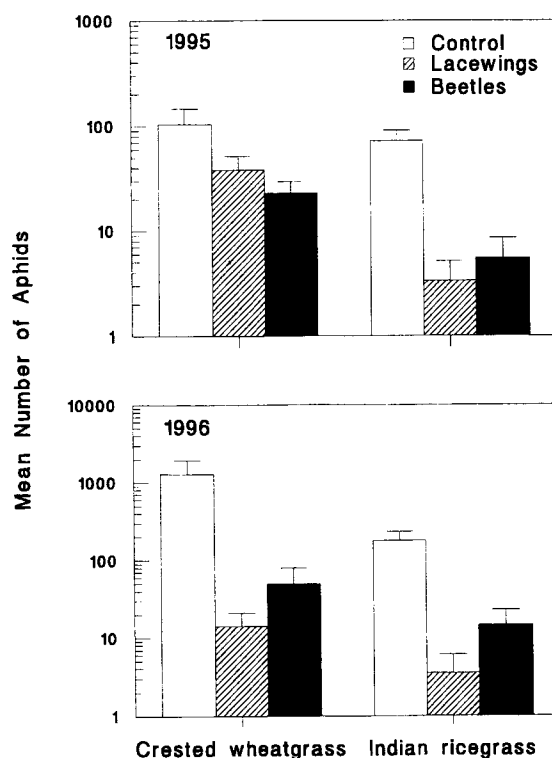 Mean Number of Aphids
1995
Control
Lacewings
Beetles
1000
100
10
1
1996
10000
1000
100
10
1
Crested wheatgrass
Indian ricegrass